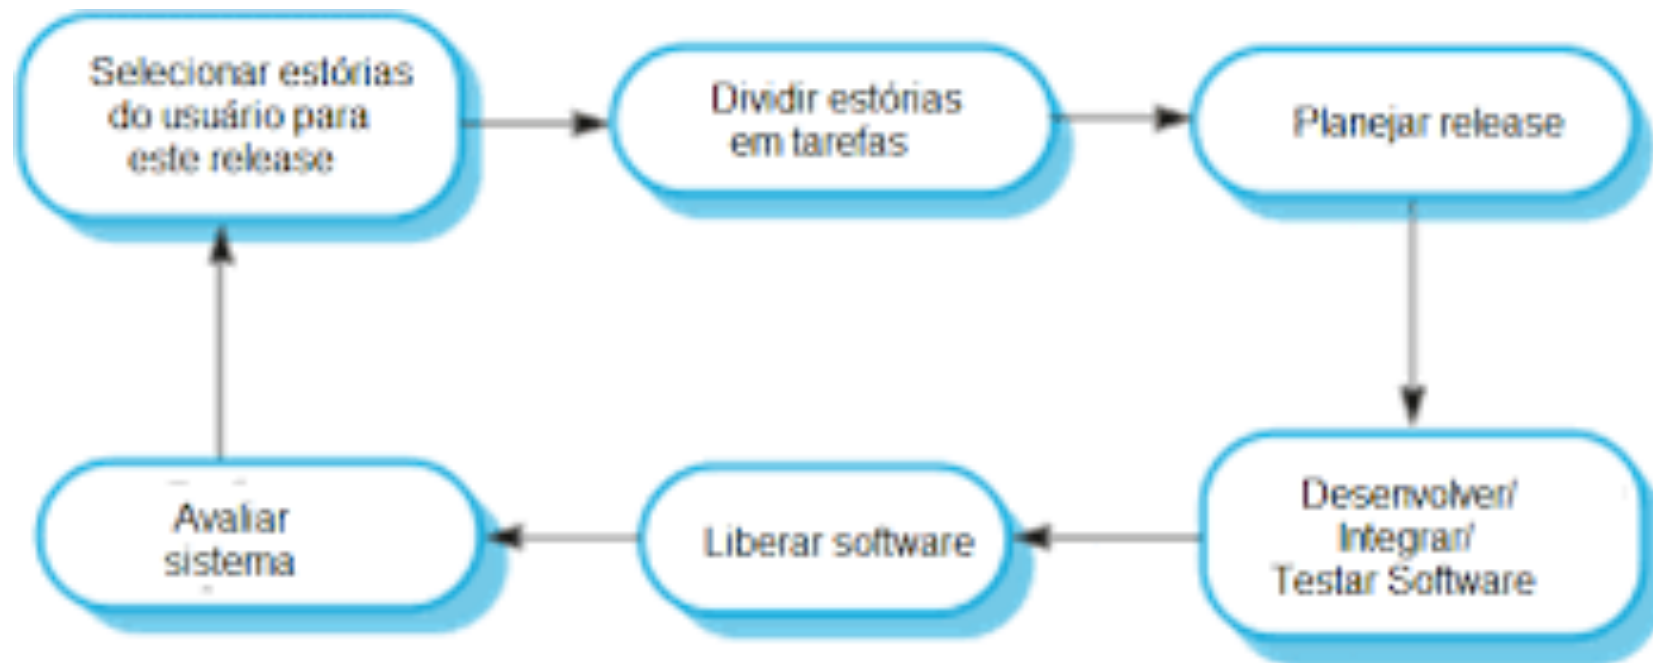 Selecionar estórias
do usuário para
este release
Dividir estórias
em tarefas
Planejar release
Desenvolver/
Integrar/
Testar Software
Liberar software
Avaliar
sistema